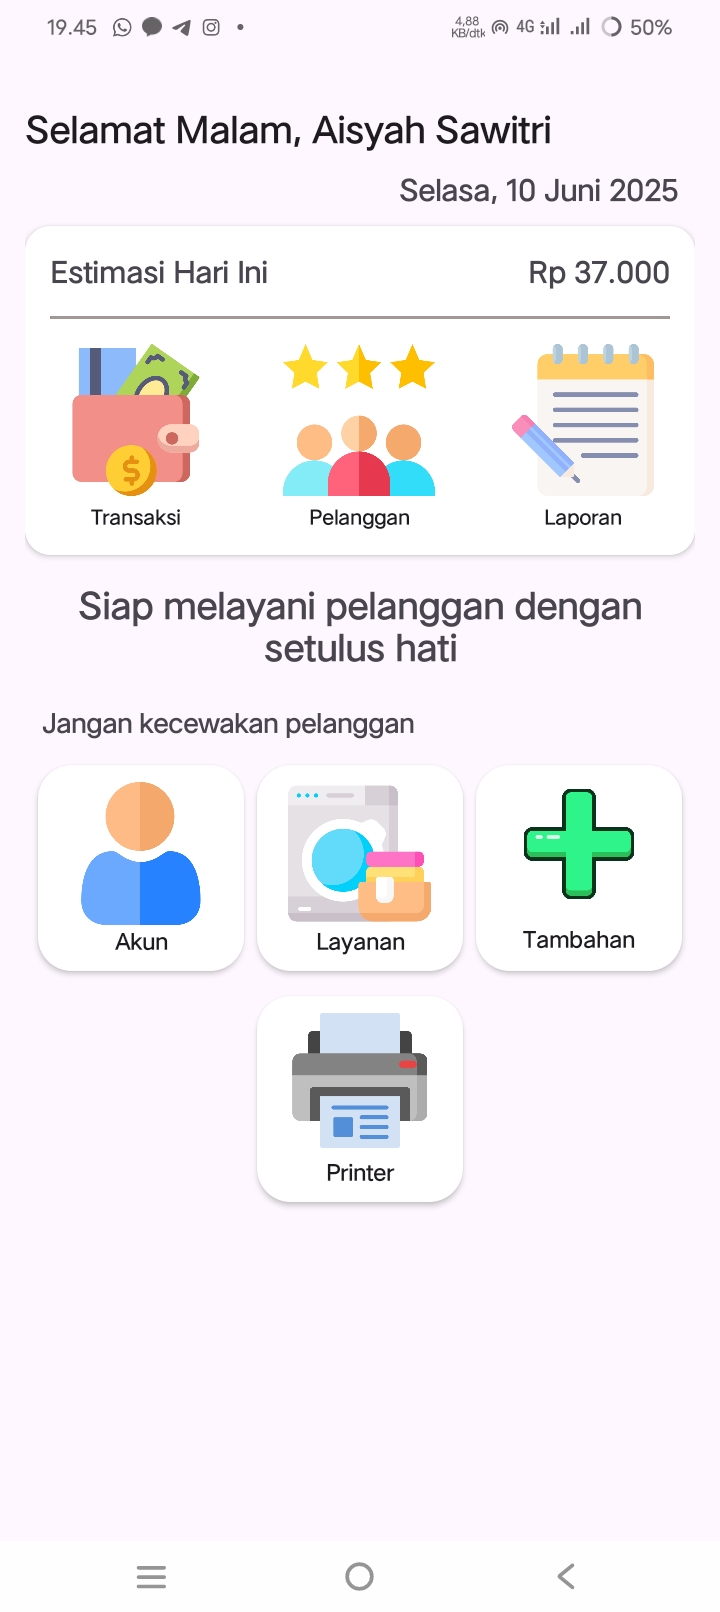 19.45
4,88
KB/dtk
4G
50%
Selamat Malam, Aisyah Sawitri
Selasa, 10 Juni 2025
Estimasi Hari Ini Rp 37.000
Transaksi Pelanggan Laporan
Siap melayani pelanggan dengan
setulus hati
Jangan kecewakan pelanggan
Akun Layanan Tambahan
Printer